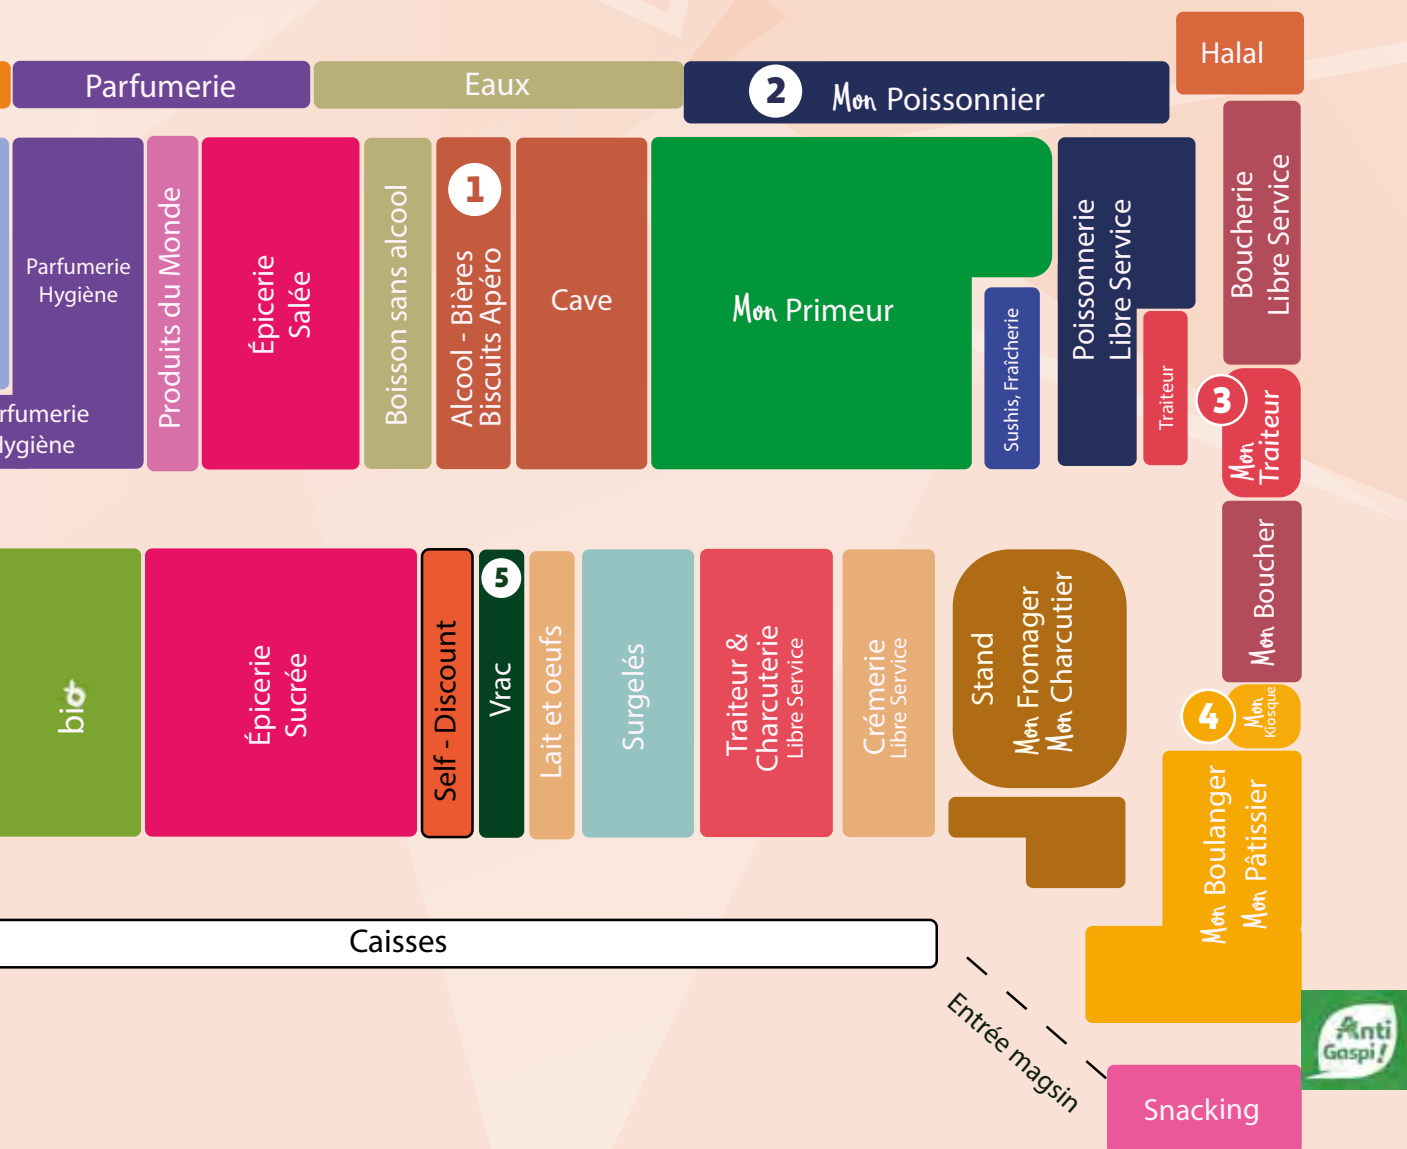 Halal
Parfumerie
Eaux
2
Mon Poissonnier
Parfumerie
Hygiène
Produits du Monde
Épicerie
Salée
Boisson sans alcool
1
Alcool - Bières
Biscuits Apéro
Cave
Mon Primeur
Sushis, Fraîcherie
Poissonnerie
Libre Service
Traiteur
Boucherie
Libre Service
rfumerie
ygiène
3
Mon
Traiteur
Mon Boucher
4
Mon
Kiosque
bio
Épicerie
Sucrée
Self - Discount
5
Vrac
Lait et oeufs
Surgelés
Traiteur &
Charcuterie
Libre Service
Crémerie
Libre Service
Stand
Mon Fromager
Mon Charcutier
Mon Boulanger
Mon Pâtissier
Caisses
Entrée magsin
Anti
Gaspi !
Snacking